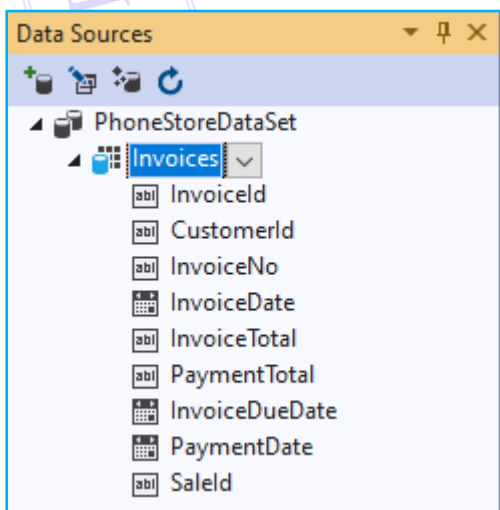 Data Sources
PhoneStoreDataSet
Invoices
InvoiceId
CustomerId
InvoiceNo
InvoiceDate
InvoiceTotal
PaymentTotal
InvoiceDueDate
PaymentDate
SaleId